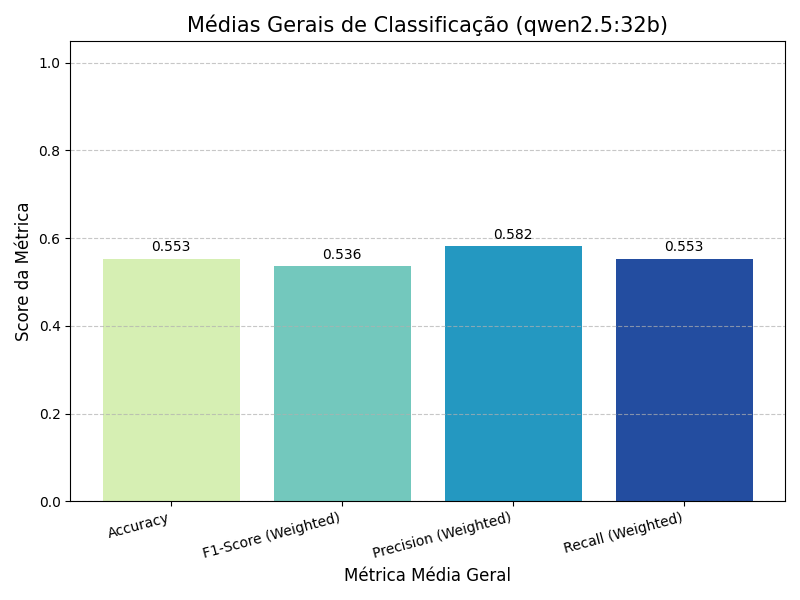 Médias Gerais de Classificação (qwen2.5:32b)
Score da Métrica
1.0
0.8
0.6
0.4
0.2
0.0
0.553
0.536
0.582
0.553
Accuracy
F1-Score (Weighted)
Precision (Weighted)
Recall (Weighted)
Métrica Média Geral